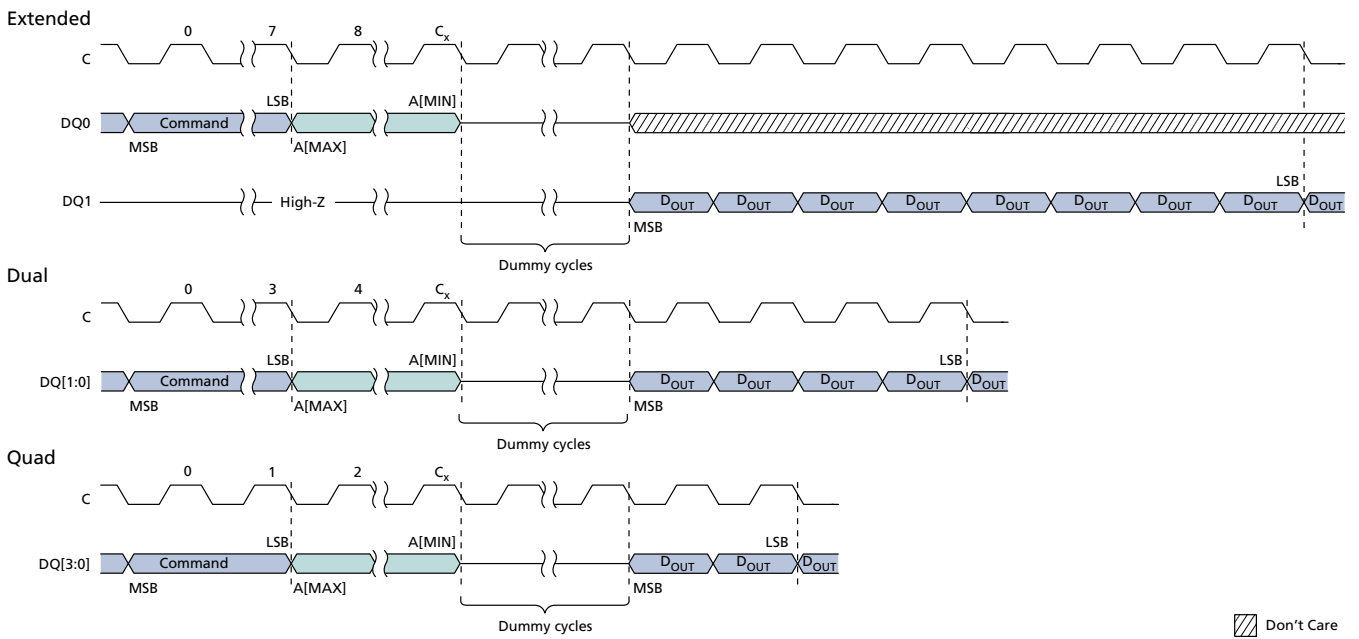 Extended
0 7 8 Cx
C
LSB A[MIN]
DQ0 Command
MSB A[MAX]
LSB
DQ1 High-Z DOUT DOUT DOUT DOUT DOUT DOUT DOUT DOUT DOUT
MSB
Dummy cycles
Dual
0 3 4 Cx
C
LSB A[MIN] LSB
DQ[1:0] Command DOUT DOUT DOUT DOUT DOUT
MSB A[MAX] MSB
Dummy cycles
Quad
0 1 2 Cx
C
LSB A[MIN] LSB
DQ[3:0] Command DOUT DOUT DOUT
MSB A[MAX] MSB
Dummy cycles
Don't Care